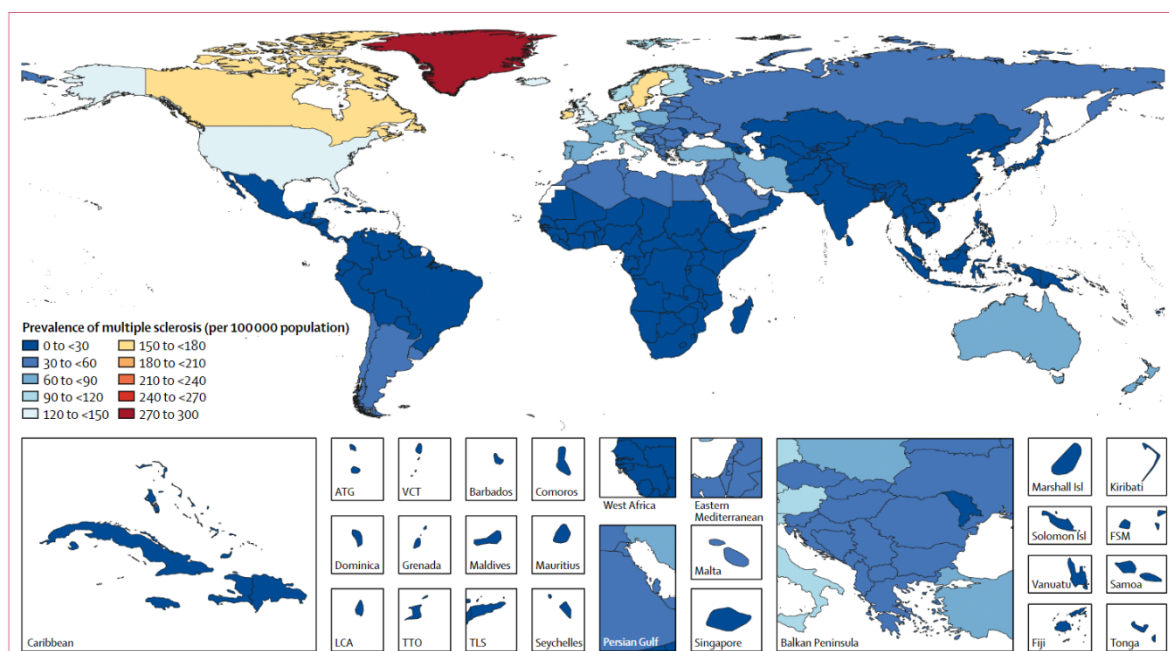 Prevalence of multiple sclerosis (per 100 000 population)
0 to <30
30 to <60
60 to <90
90 to <120
120 to <150
150 to <180
180 to <210
210 to <240
240 to <270
270 to 300
Caribbean
ATG
VCT
Barbados
Comoros
Dominica
Grenada
Maldives
Mauritius
LCA
TTO
TLS
Seychelles
West Africa
Eastern
Mediterranean
Persian Gulf
Malta
Singapore
Balkan Peninsula
Marshall Isl
Kiribati
Solomon Isl
FSM
Vanuatu
Samoa
Fiji
Tonga